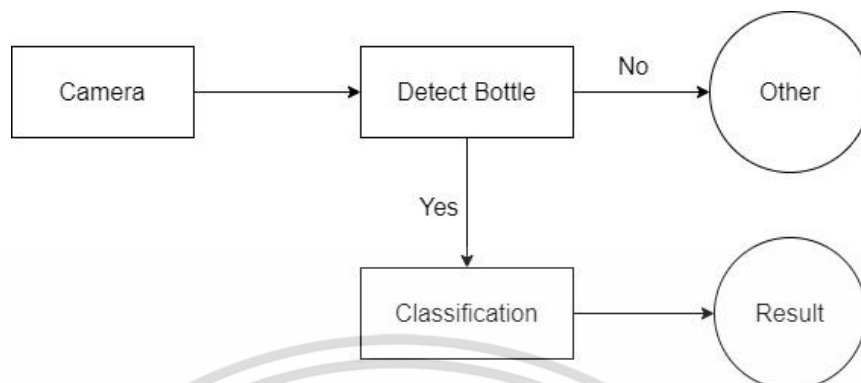 Camera
Detect Bottle
No
Other
Yes
Classification
Result